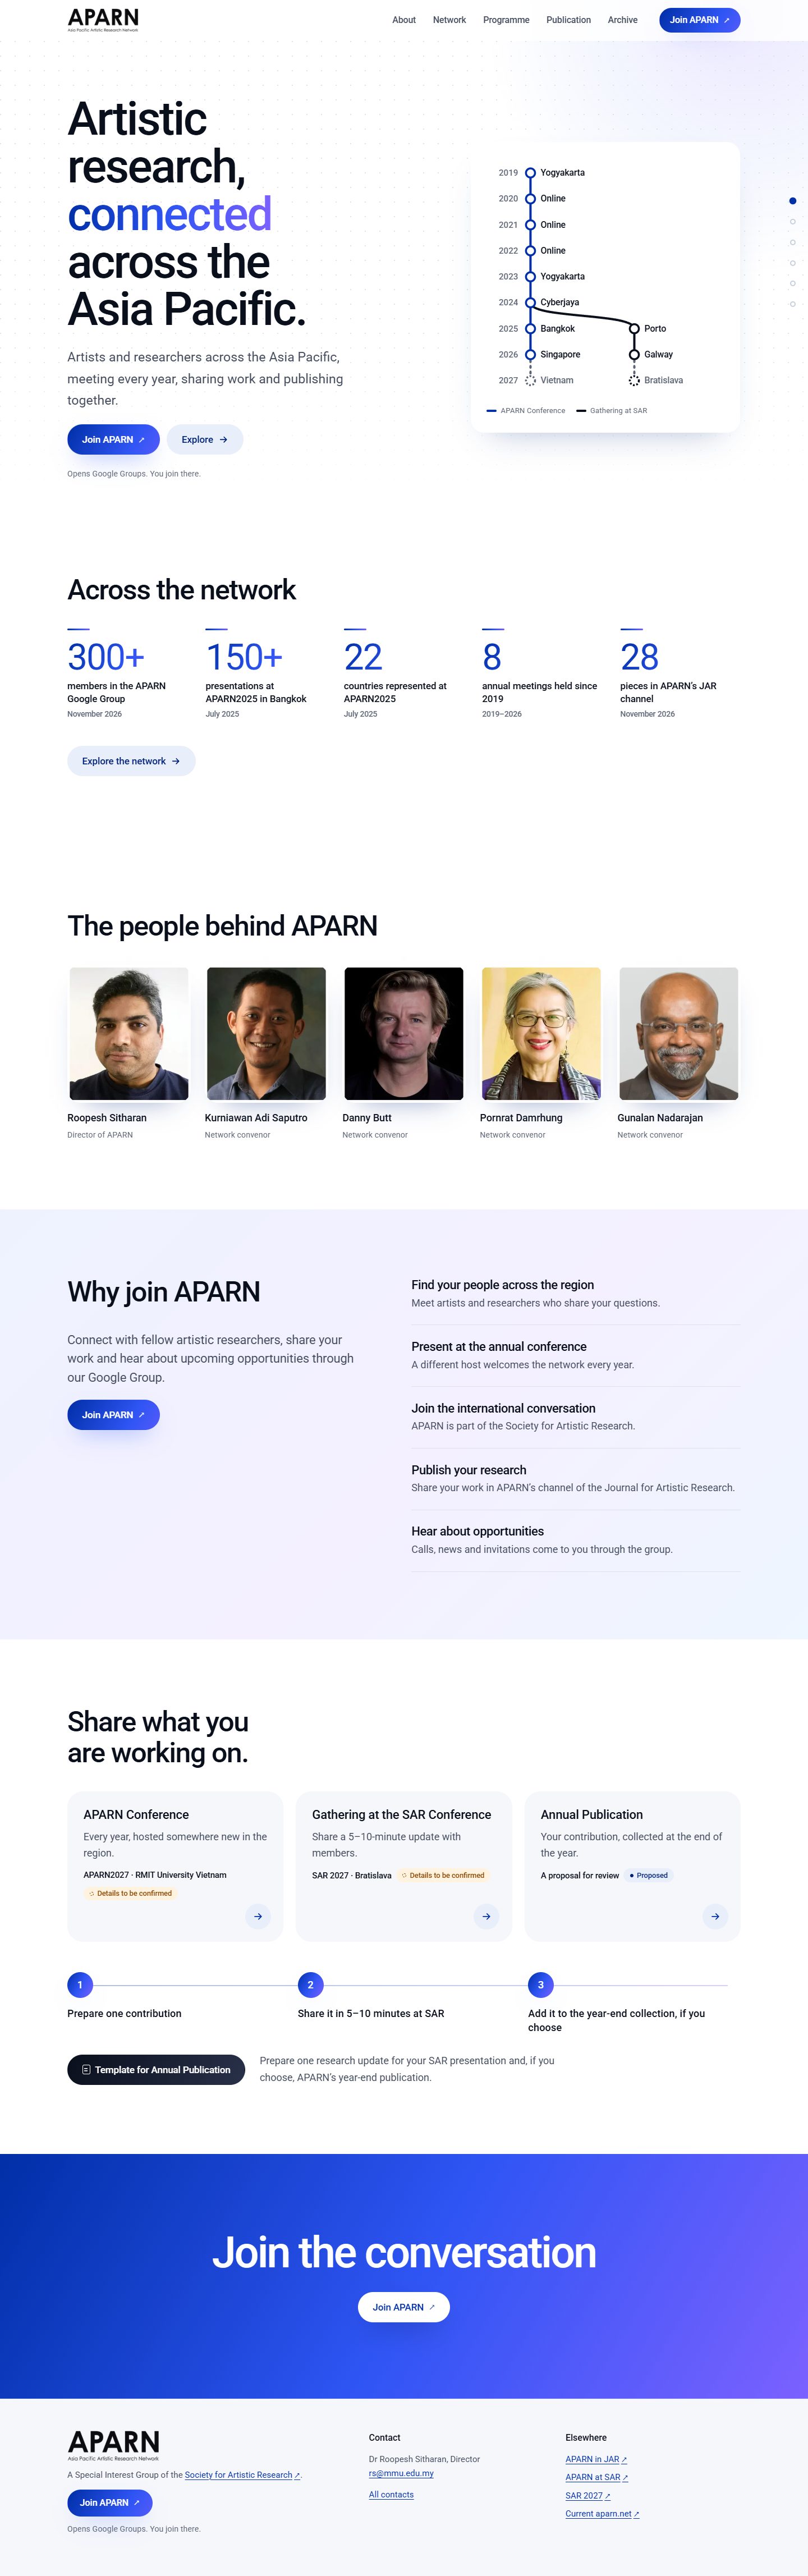 APARN
Asia Pacific Artistic Research Network
About Network Programme Publication Archive Join APARN ↗
Artistic
research,
connected
across the
Asia Pacific.
Artists and researchers across the Asia Pacific,
meeting every year, sharing work and publishing
together.
Join APARN ↗ Explore →
Opens Google Groups. You join there.
2019 Yogyakarta
2020 Online
2021 Online
2022 Online
2023 Yogyakarta
2024 Cyberjaya
2025 Bangkok Porto
2026 Singapore Galway
2027 Vietnam Bratislava
APARN Conference Gathering at SAR
Across the network
300+
members in the APARN
Google Group
November 2026
150+
presentations at
APARN2025 in Bangkok
July 2025
22
countries represented at
APARN2025
July 2025
8
annual meetings held since
2019
2019–2026
28
pieces in APARN's JAR
channel
November 2026
Explore the network →
The people behind APARN
Roopesh Sitharan
Director of APARN
Kurniawan Adi Saputro
Network convenor
Danny Butt
Network convenor
Pornrat Damrhung
Network convenor
Gunalan Nadarajan
Network convenor
Why join APARN
Connect with fellow artistic researchers, share your
work and hear about upcoming opportunities through
our Google Group.
Join APARN ↗
Find your people across the region
Meet artists and researchers who share your questions.
Present at the annual conference
A different host welcomes the network every year.
Join the international conversation
APARN is part of the Society for Artistic Research.
Publish your research
Share your work in APARN's channel of the Journal for Artistic Research.
Hear about opportunities
Calls, news and invitations come to you through the group.
Share what you
are working on.
APARN Conference
Every year, hosted somewhere new in the
region.
APARN2027 · RMIT University Vietnam
Details to be confirmed
→
Gathering at the SAR Conference
Share a 5–10-minute update with
members.
SAR 2027 · Bratislava Details to be confirmed
→
Annual Publication
Your contribution, collected at the end of
the year.
A proposal for review Proposed
→
1
Prepare one contribution
2
Share it in 5–10 minutes at SAR
3
Add it to the year-end collection, if you
choose
Template for Annual Publication
Prepare one research update for your SAR presentation and, if you
choose, APARN's year-end publication.
Join the conversation
Join APARN ↗
APARN
Asia Pacific Artistic Research Network
A Special Interest Group of the Society for Artistic Research ↗.
Join APARN ↗
Opens Google Groups. You join there.
Contact
Dr Roopesh Sitharan, Director
rs@mmu.edu.my
All contacts
Elsewhere
APARN in JAR ↗
APARN at SAR ↗
SAR 2027 ↗
Current aparn.net ↗